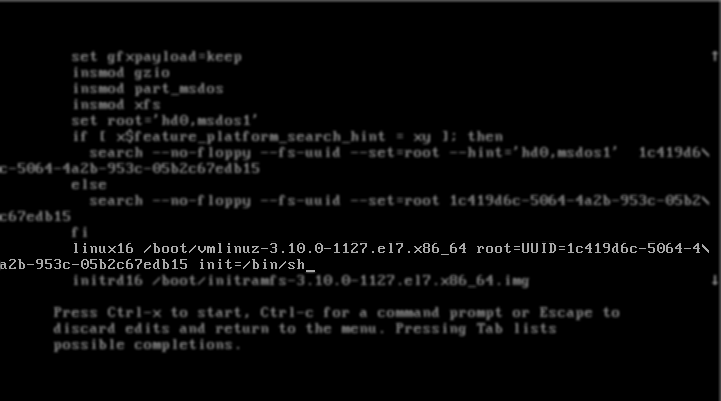 set gfxpayload=keep
insmod gzio
insmod part_msdos
insmod xfs
set root='hd0,msdos1'
if [ x$feature_platform_search_hint = xy ]; then
search --no-floppy --fs-uuid --set=root --hint='hd0,msdos1'  1c419d6\
c-5064-4a2b-953c-05b2c67edb15
else
search --no-floppy --fs-uuid --set=root 1c419d6c-5064-4a2b-953c-05b2\
c67edb15
fi
linux16 /boot/vmlinuz-3.10.0-1127.el7.x86_64 root=UUID=1c419d6c-5064-4\
a2b-953c-05b2c67edb15 init=/bin/sh_
initrd16 /boot/initramfs-3.10.0-1127.el7.x86_64.img
Press Ctrl-x to start, Ctrl-c for a command prompt or Escape to
discard edits and return to the menu. Pressing Tab lists
possible completions.